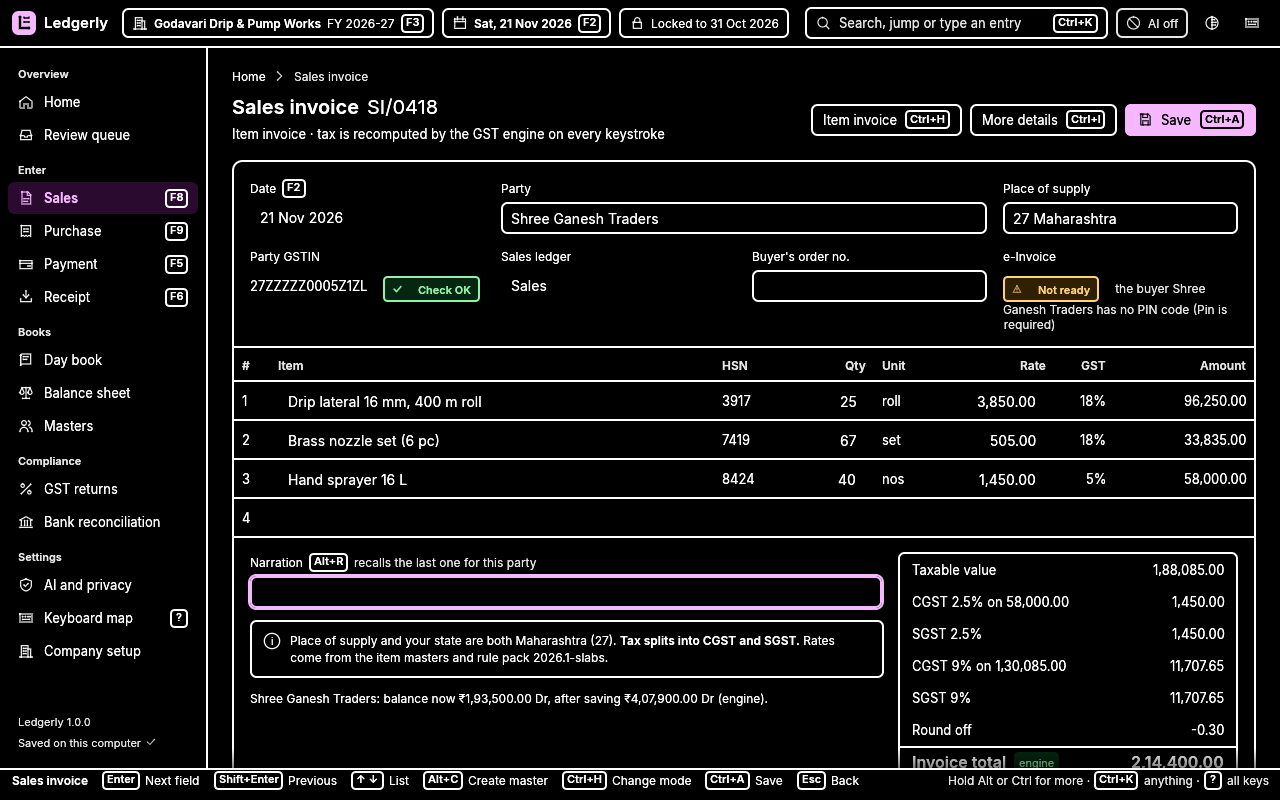 Ledgerly
Godavari Drip & Pump Works FY 2026-27 F3
Sat, 21 Nov 2026 F2
Locked to 31 Oct 2026
Search, jump or type an entry Ctrl+K
AI off
Overview
Home
Review queue
Enter
Sales F8
Purchase F9
Payment F5
Receipt F6
Books
Day book
Balance sheet
Masters
Compliance
GST returns
Bank reconciliation
Settings
AI and privacy
Keyboard map ?
Company setup
Ledgerly 1.0.0
Saved on this computer
Home Sales invoice
Sales invoice SI/0418
Item invoice · tax is recomputed by the GST engine on every keystroke
Item invoice Ctrl+H
More details Ctrl+I
Save Ctrl+A
Date F2
21 Nov 2026
Party
Shree Ganesh Traders
Place of supply
27 Maharashtra
Party GSTIN
27ZZZZZ0005Z1ZL Check OK
Sales ledger
Sales
Buyer's order no.
e-Invoice
Not ready the buyer Shree
Ganesh Traders has no PIN code (Pin is
required)
# Item HSN Qty Unit Rate GST Amount
1 Drip lateral 16 mm, 400 m roll 3917 25 roll 3,850.00 18% 96,250.00
2 Brass nozzle set (6 pc) 7419 67 set 505.00 18% 33,835.00
3 Hand sprayer 16 L 8424 40 nos 1,450.00 5% 58,000.00
4
Narration Alt+R recalls the last one for this party
Place of supply and your state are both Maharashtra (27). Tax splits into CGST and SGST. Rates
come from the item masters and rule pack 2026.1-slabs.
Shree Ganesh Traders: balance now ₹1,93,500.00 Dr, after saving ₹4,07,900.00 Dr (engine).
Taxable value 1,88,085.00
CGST 2.5% on 58,000.00 1,450.00
SGST 2.5% 1,450.00
CGST 9% on 1,30,085.00 11,707.65
SGST 9% 11,707.65
Round off -0.30
Invoice total engine 2,14,400.00
Sales invoice Enter Next field Shift+Enter Previous ↑ ↓ List Alt+C Create master Ctrl+H Change mode Ctrl+A Save Esc Back Hold Alt or Ctrl for more · Ctrl+K anything · ? all keys